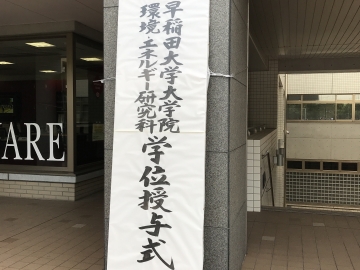 早稲田大学大学院
環境・エネルギー研究科
学位授与式
ARE